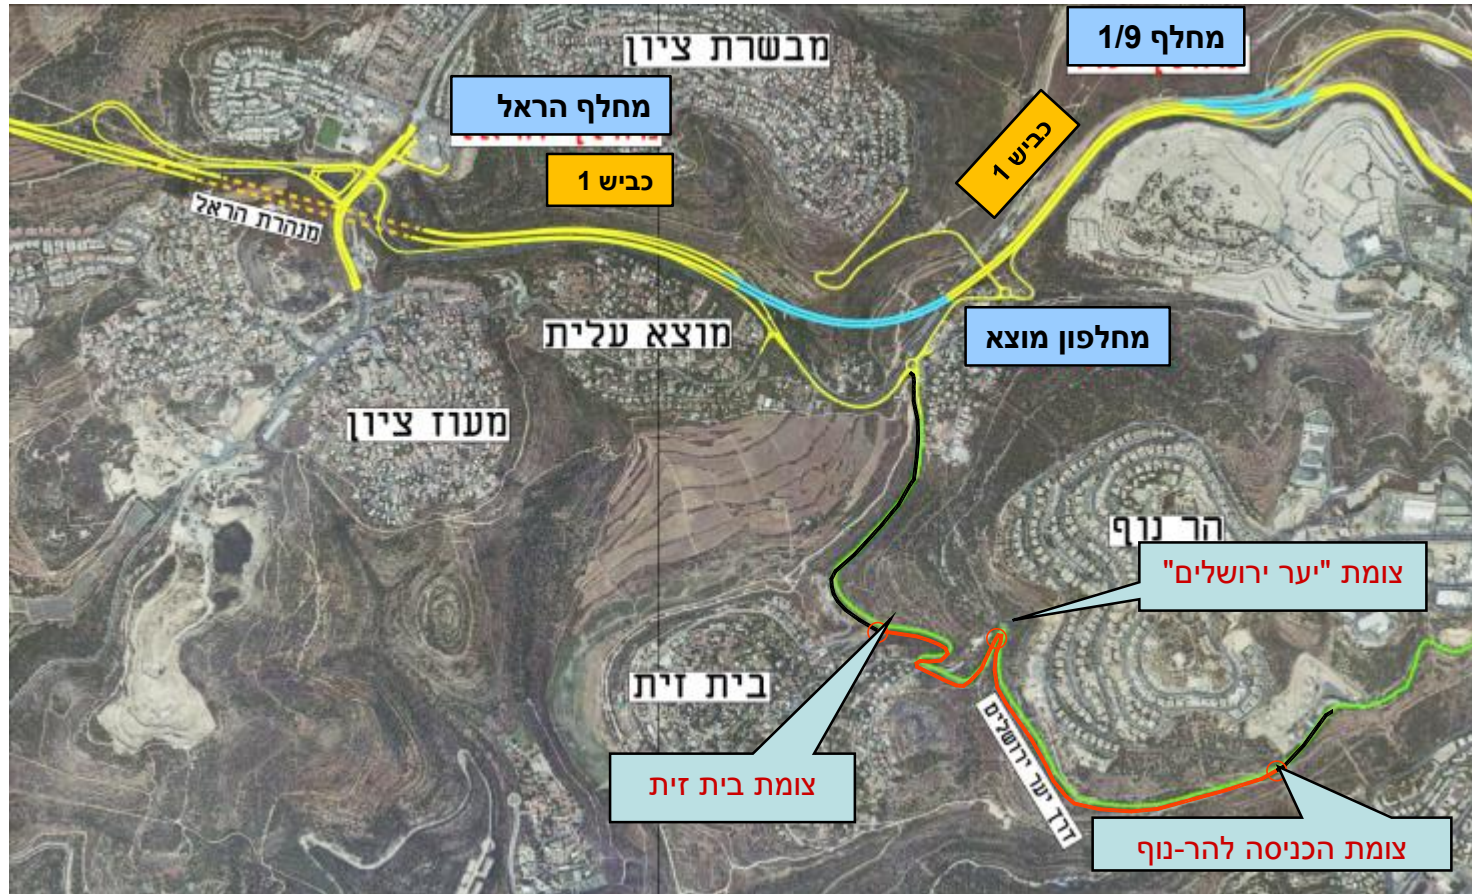 מבשרת ציון
מחלף 1/9
מחלף הראל
כביש 1
כביש 1
מנהרת הראל
מוצא עלית
מחלפון מוצא
מעוז ציון
הר נוף
צומת "יער ירושלים"
בית זית
דרך יער ירושלים
צומת בית זית
צומת הכניסה להר-נוף